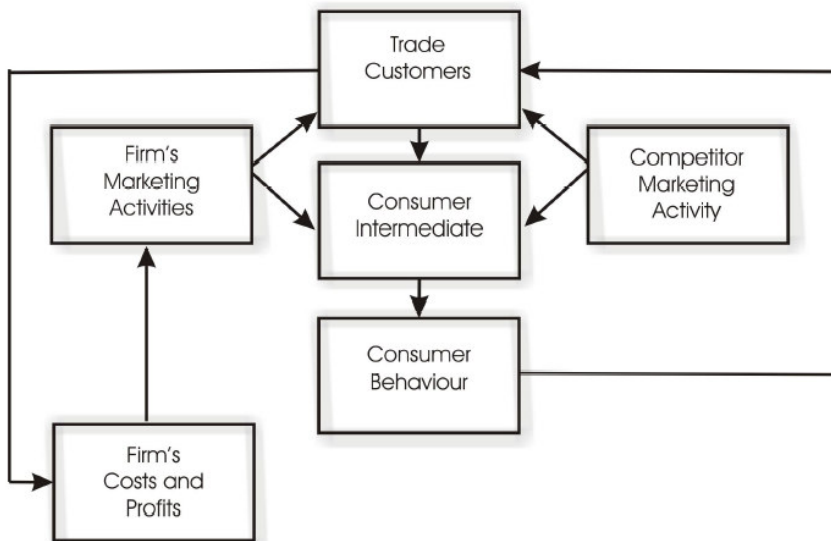 Trade
Customers
Firm's
Marketing
Activities
Consumer
Intermediate
Competitor
Marketing
Activity
Consumer
Behaviour
Firm's
Costs and
Profits